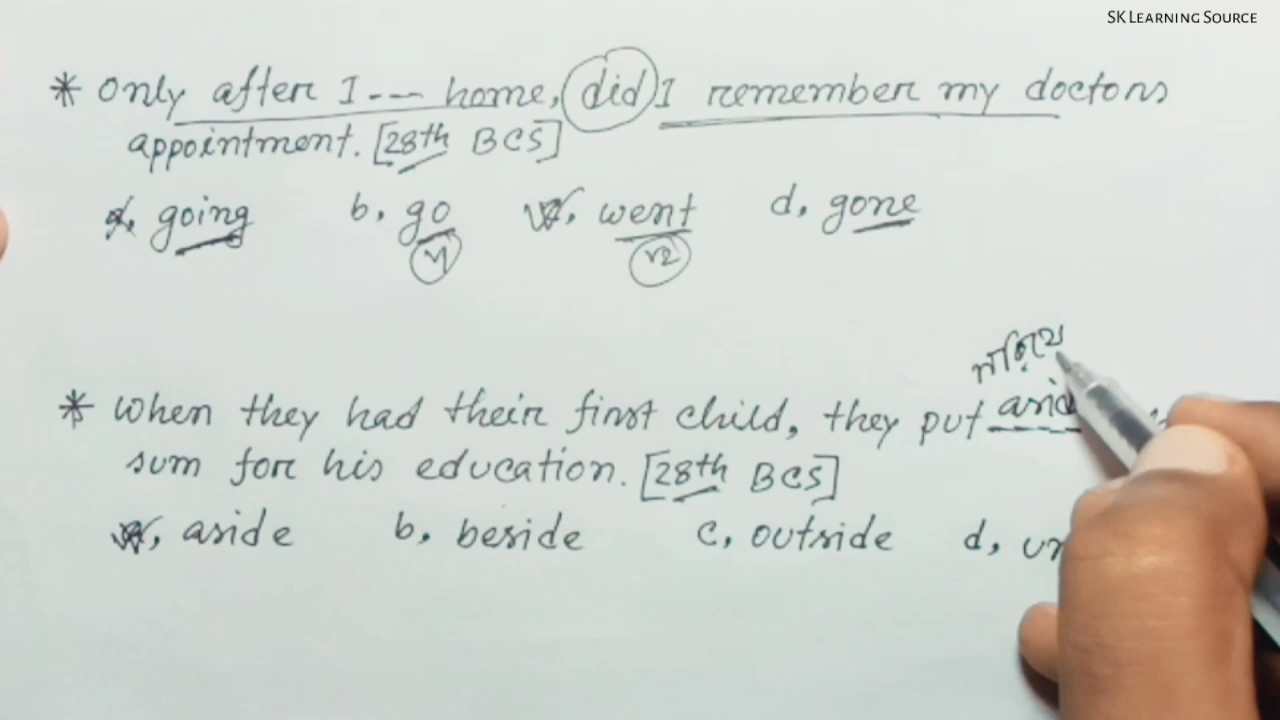 SK LEARNING SOURCE
* Only after I --- home, did I remember my doctors
appointment. [28th BCS]
a. going b. go c. went d. gone
V1 V2
* When they had their first child, they put
sum for his education. [28th BCS]
a. aside b. beside c. outside d.